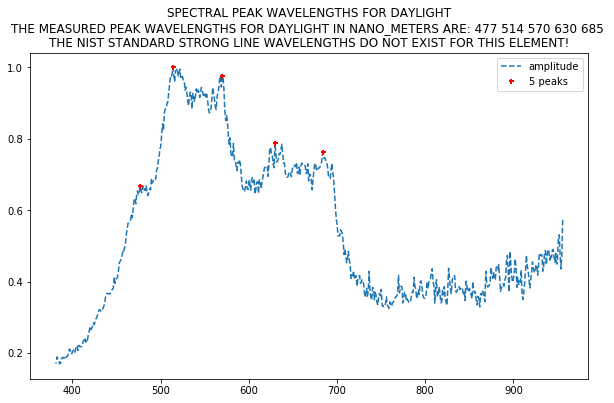 SPECTRAL PEAK WAVELENGTHS FOR DAYLIGHT
THE MEASURED PEAK WAVELENGTHS FOR DAYLIGHT IN NANO_METERS ARE: 477 514 570 630 685
THE NIST STANDARD STRONG LINE WAVELENGTHS DO NOT EXIST FOR THIS ELEMENT!
amplitude
5 peaks
1.0
0.8
0.6
0.4
0.2
400 500 600 700 800 900